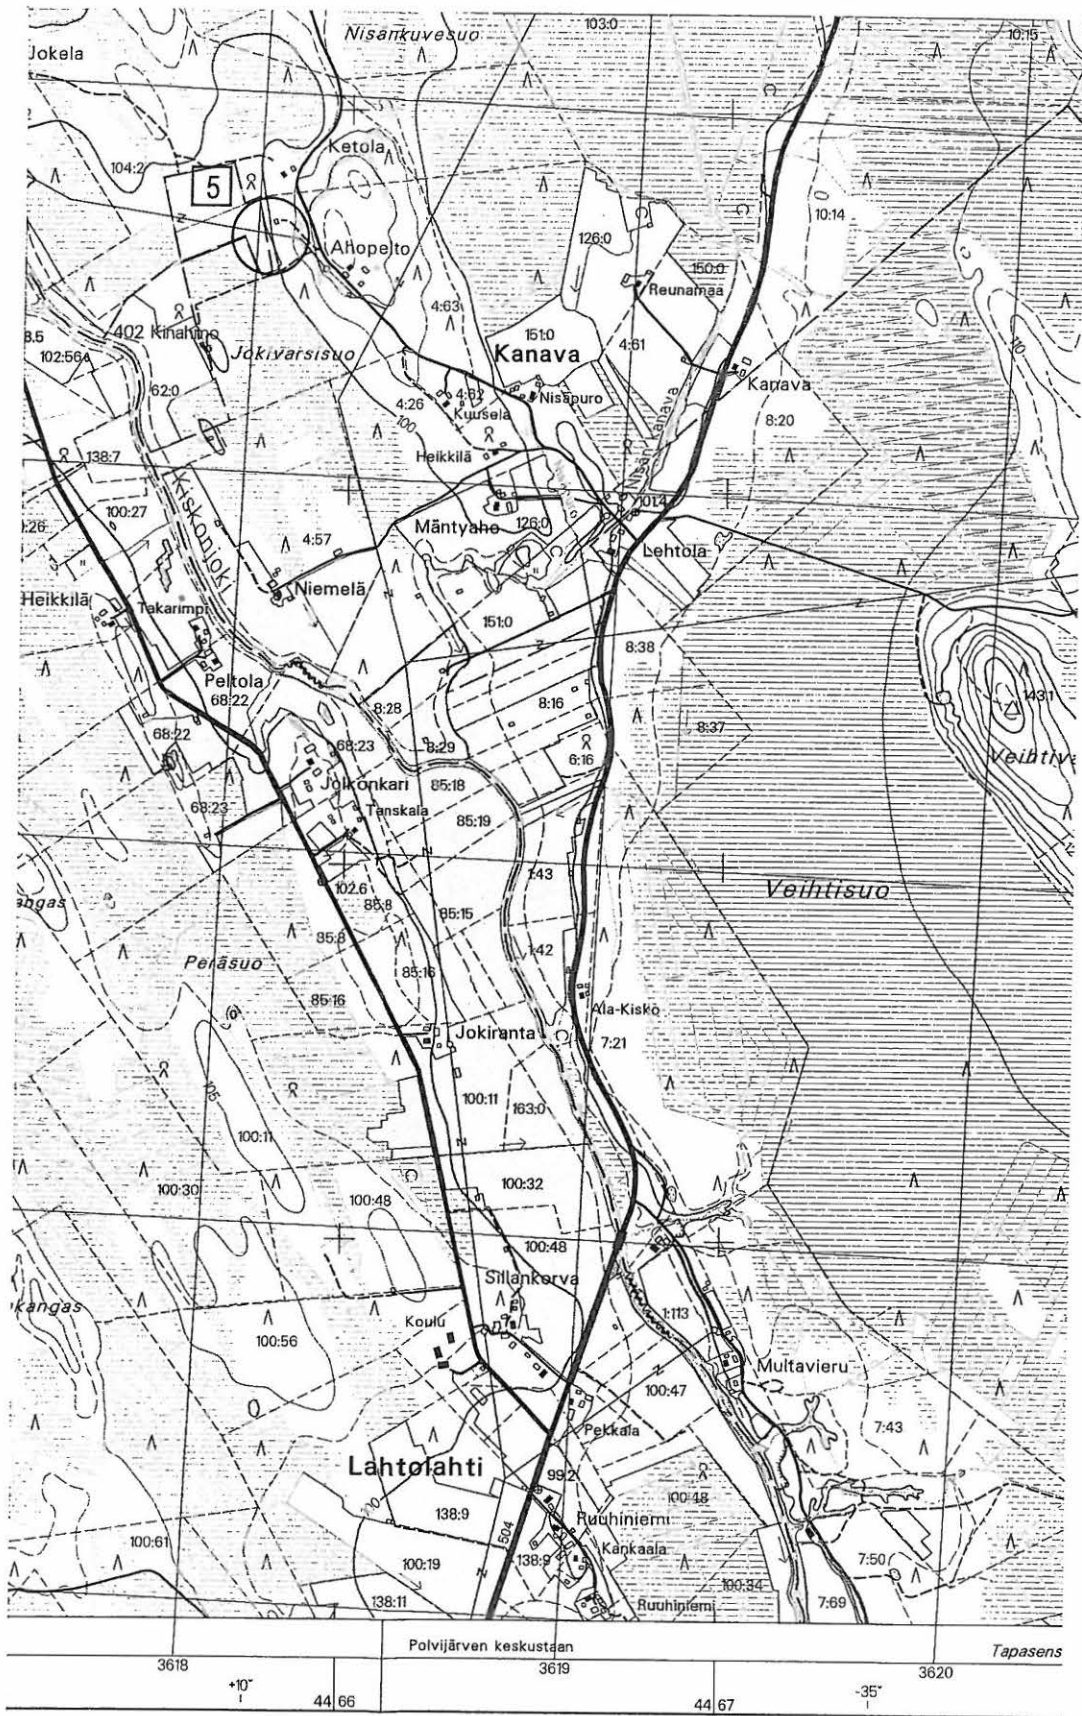 103:0
10:15
Nisänkuvesuo
Jokela
Ketola
104:2
5
10:14
126:0
Ahopelto
150:0
Reunamaa
4:63
402 Kinahmo
151:0
4:61
102:56
Jokivarsisuo
Kanava
110
62:0
4:62
Nisäpuro
Kanava
4:26
Kuusela
100
8:20
Heikkilä
Nisän kanava
138:7
Kiskonjoki
101.4
100:27
Mäntyaho
126:0
4:57
Lehtola
Niemelä
Heikkilä
Takarimpi
151:0
8:38
143.1
Peltola
68:22
8:28
8:16
8:37
68:22
68:23
8:29
6:16
Jolkonkari
85:18
68:23
Tanskala
85:19
102.6
1:43
Veihtisuo
85:8
85:15
85:8
1:42
Peräsuo
85:16
85:16
Ala-Kisko
Jokiranta
7:21
105
100:11
163:0
100:11
100:30
100:48
100:32
100:48
Sillankorva
1:113
Koulu
100:56
Multavieru
100:47
Pekkala
7:43
Lahtolahti
99.2
100:48
100
138:9
Ruuhiniemi
504
Kankaala
100:61
138:9
100:19
7:50
100:34
138:11
Ruuhiniemi
7:69
Polvijärven keskustaan
Tapasens
3618
3619
3620
+10"
-35"
44 66
44 67